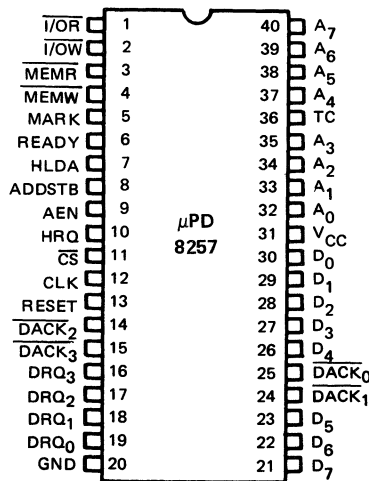 I/OR 1 40 A7
I/OW 2 39 A6
MEMR 3 38 A5
MEMW 4 37 A4
MARK 5 36 TC
READY 6 35 A3
HLDA 7 34 A2
ADDSTB 8 33 A1
AEN 9 32 A0
HRQ 10 31 VCC
CS 11 30 D0
CLK 12 29 D1
RESET 13 28 D2
DACK2 14 27 D3
DACK3 15 26 D4
DRQ3 16 25 DACK0
DRQ2 17 24 DACK1
DRQ1 18 23 D5
DRQ0 19 22 D6
GND 20 21 D7
μPD
8257